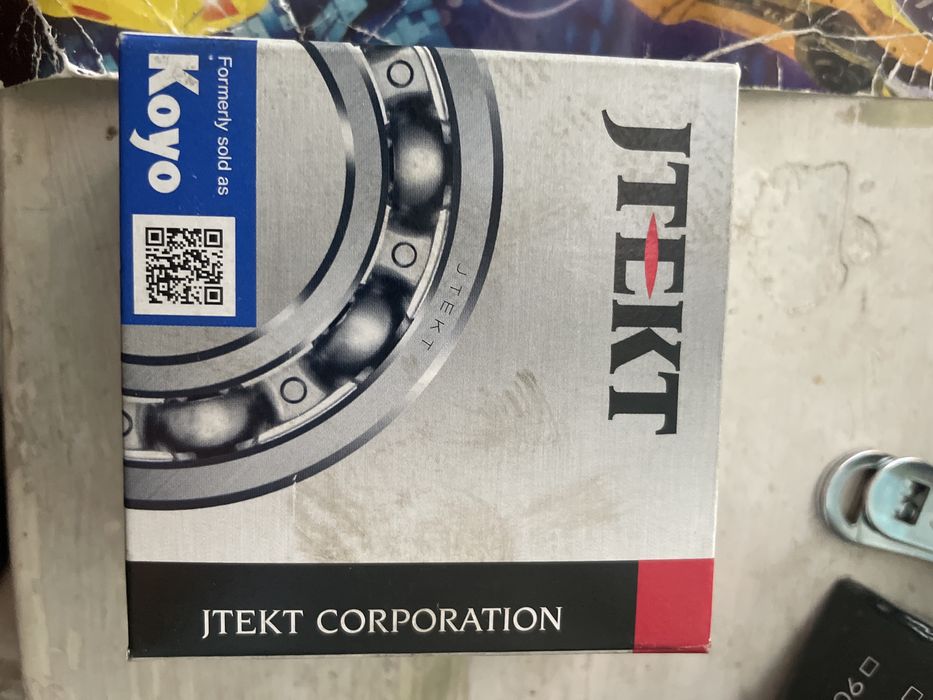 JTEKT
Formerly sold as
Koyo
JTEKT
JTEKT CORPORATION